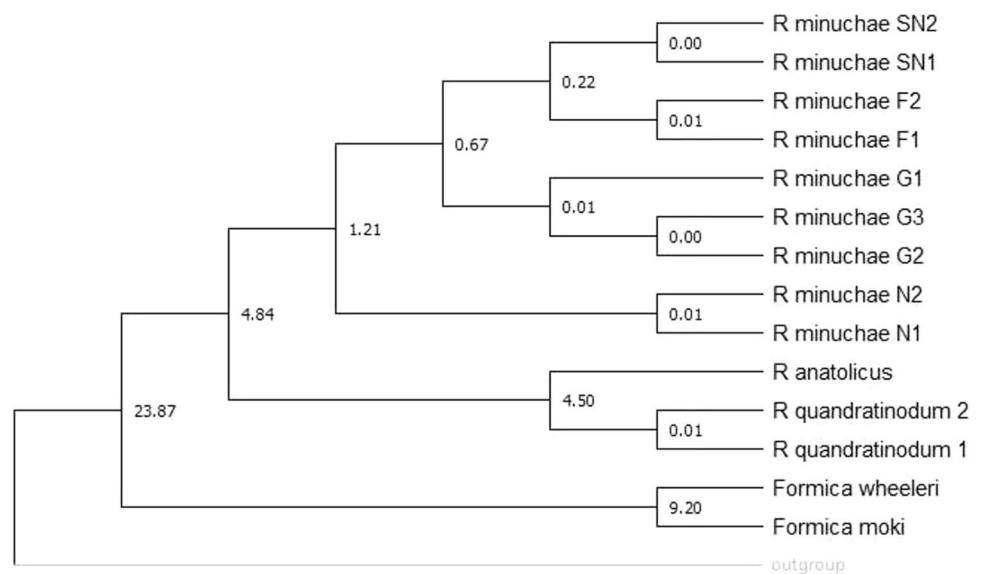 R minuchae SN2
0.00
R minuchae SN1
0.22
R minuchae F2
0.01
R minuchae F1
0.67
R minuchae G1
0.01
R minuchae G3
0.00
R minuchae G2
1.21
R minuchae N2
0.01
R minuchae N1
4.84
R anatolicus
4.50
R quandratinodum 2
0.01
R quandratinodum 1
23.87
Formica wheeleri
9.20
Formica moki
outgroup